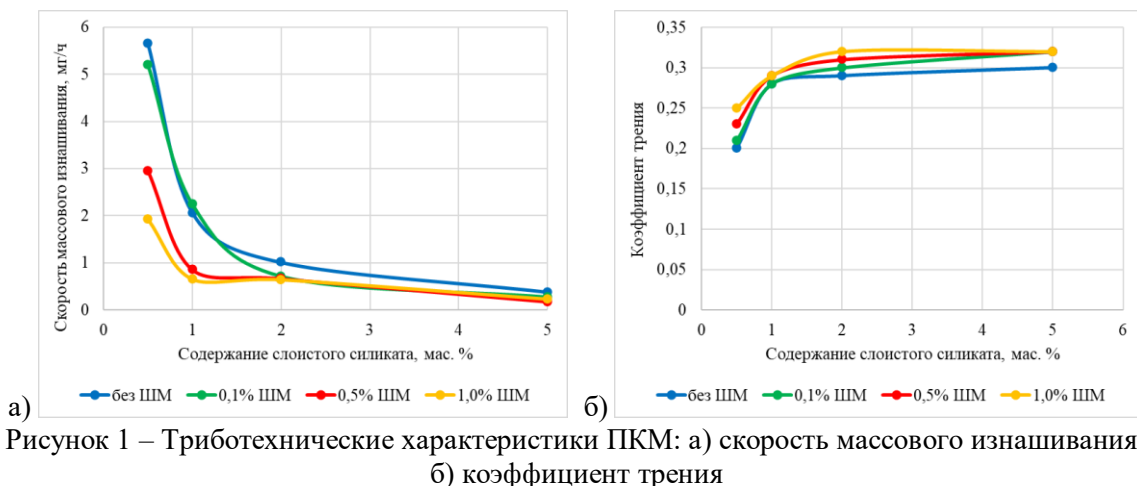 Скорость массового изнашивания, мг/ч
6
5
4
3
2
1
0
0 1 2 3 4 5
Содержание слоистого силиката, мас. %
без ШМ 0,1% ШМ 0,5% ШМ 1,0% ШМ
а)
Коэффициент трения
0,35
0,3
0,25
0,2
0,15
0,1
0,05
0
0 1 2 3 4 5 6
Содержание слоистого силиката, мас. %
без ШМ 0,1% ШМ 0,5% ШМ 1,0% ШМ
б)
Рисунок 1 – Триботехнические характеристики ПКМ: а) скорость массового изнашивания
б) коэффициент трения